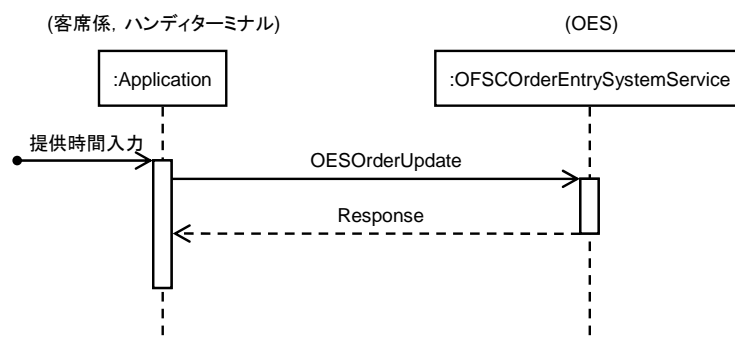 (客席係，ハンディターミナル)
(OES)
:Application
:OFSCOrderEntrySystemService
提供時間入力
OESOrderUpdate
Response